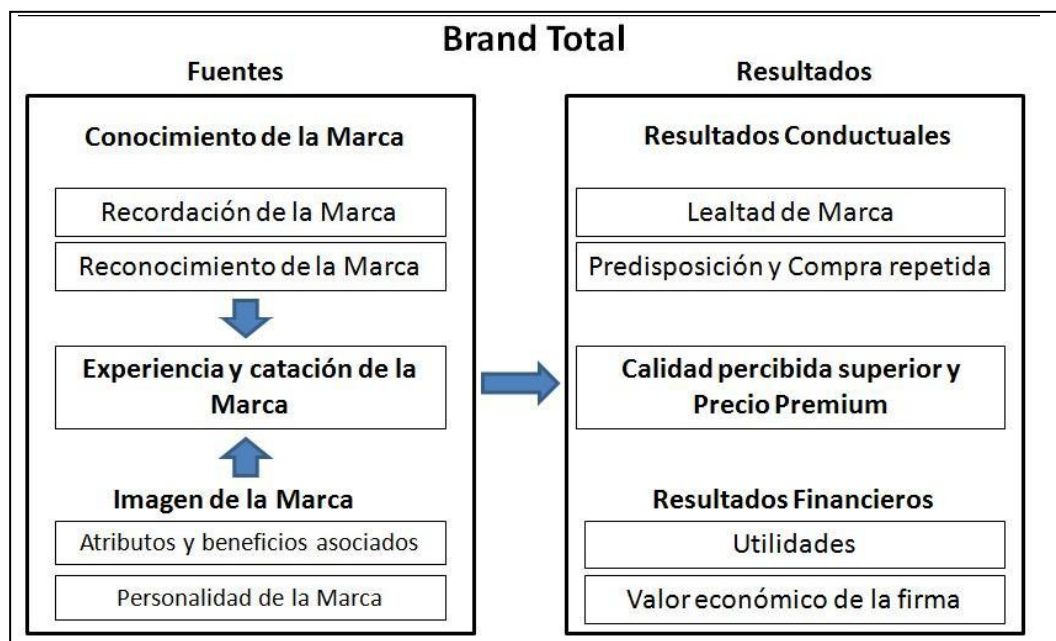 Brand Total
Fuentes
Conocimiento de la Marca
Recordación de la Marca
Reconocimiento de la Marca
Experiencia y catación de la
Marca
Imagen de la Marca
Atributos y beneficios asociados
Personalidad de la Marca
Resultados
Resultados Conductuales
Lealtad de Marca
Predisposición y Compra repetida
Calidad percibida superior y
Precio Premium
Resultados Financieros
Utilidades
Valor económico de la firma